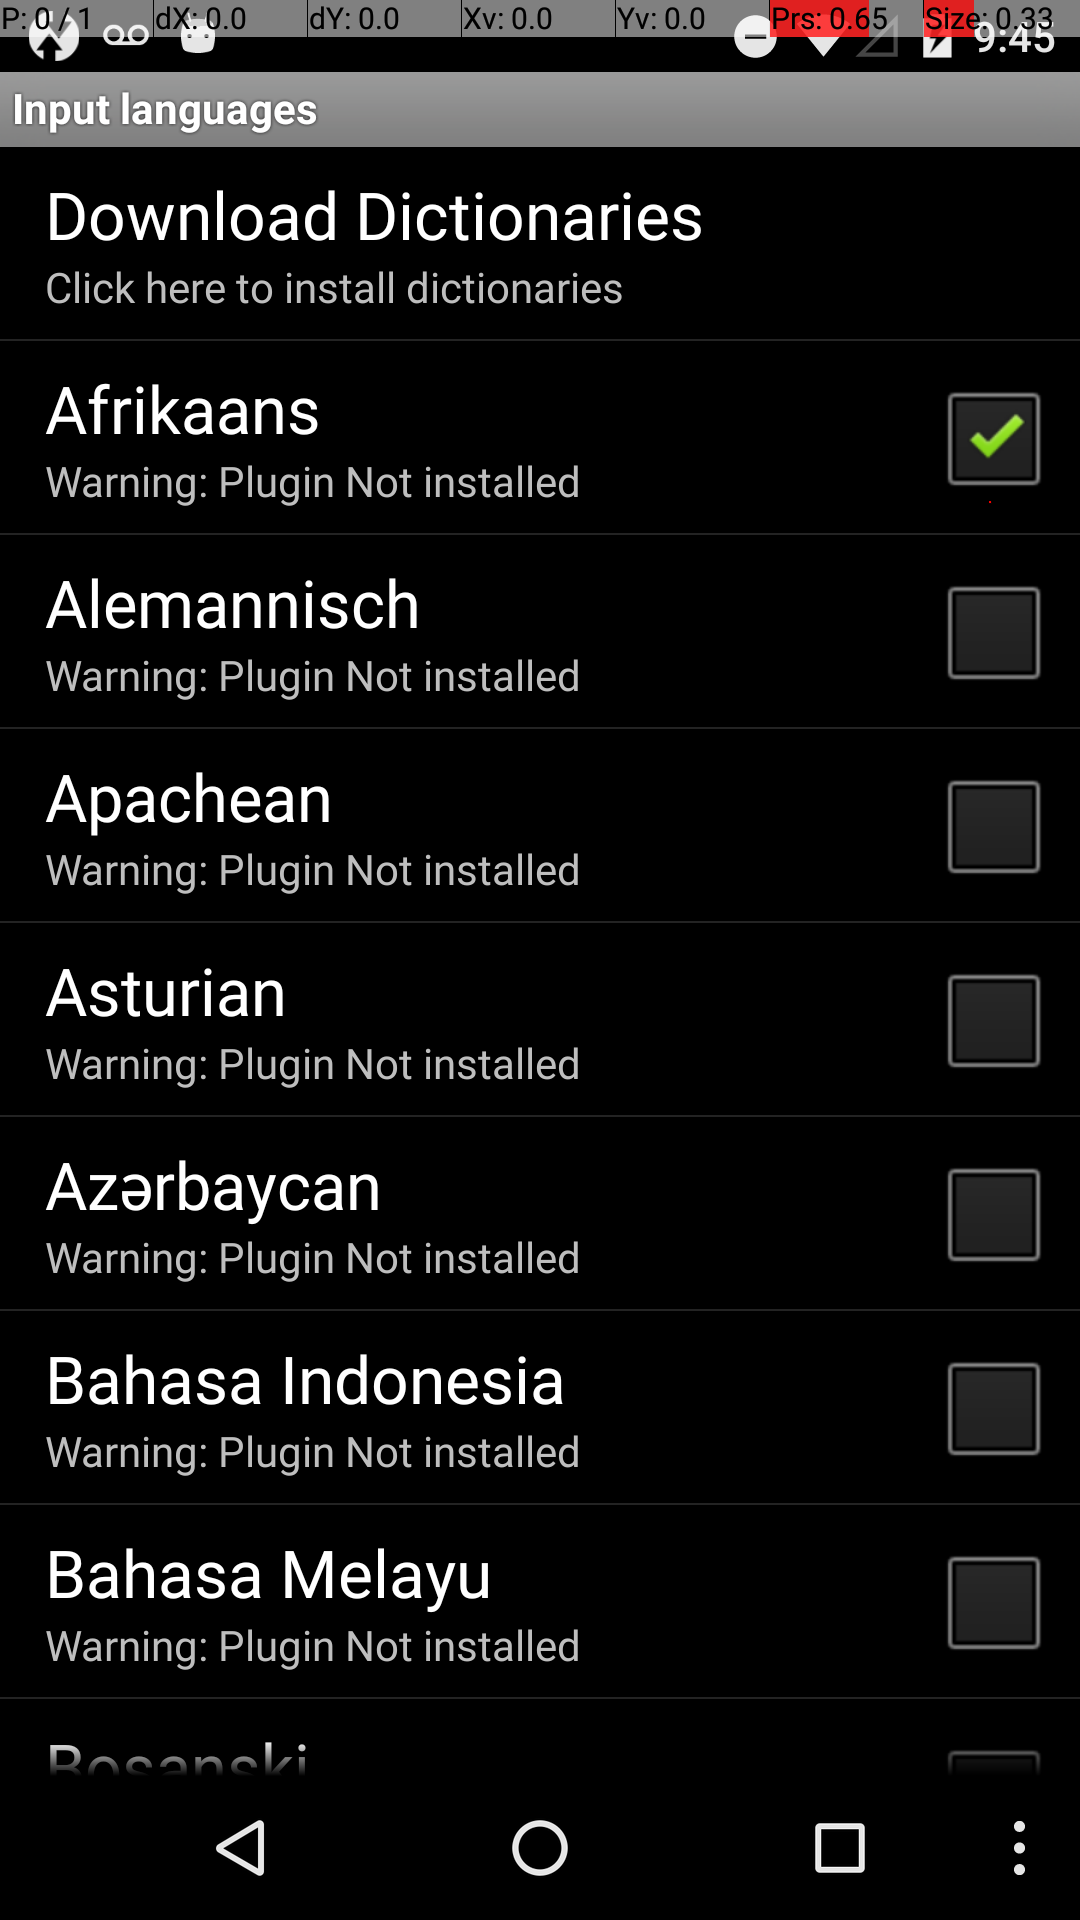 P: 0 / 1 dX: 0.0 dY: 0.0 Xv: 0.0 Yv: 0.0 Prs: 0.65 Size: 0.33
9:45
Input languages
Download Dictionaries
Click here to install dictionaries
Afrikaans
Warning: Plugin Not installed
Alemannisch
Warning: Plugin Not installed
Apachean
Warning: Plugin Not installed
Asturian
Warning: Plugin Not installed
Azərbaycan
Warning: Plugin Not installed
Bahasa Indonesia
Warning: Plugin Not installed
Bahasa Melayu
Warning: Plugin Not installed
Bosanski